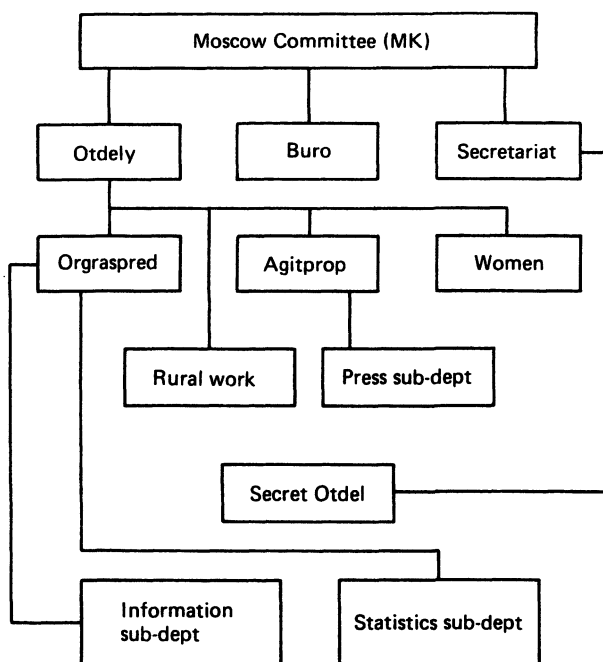 Moscow Committee (MK)
Otdely
Buro
Secretariat
Orgraspred
Agitprop
Women
Rural work
Press sub-dept
Secret Otdel
Information
sub-dept
Statistics sub-dept